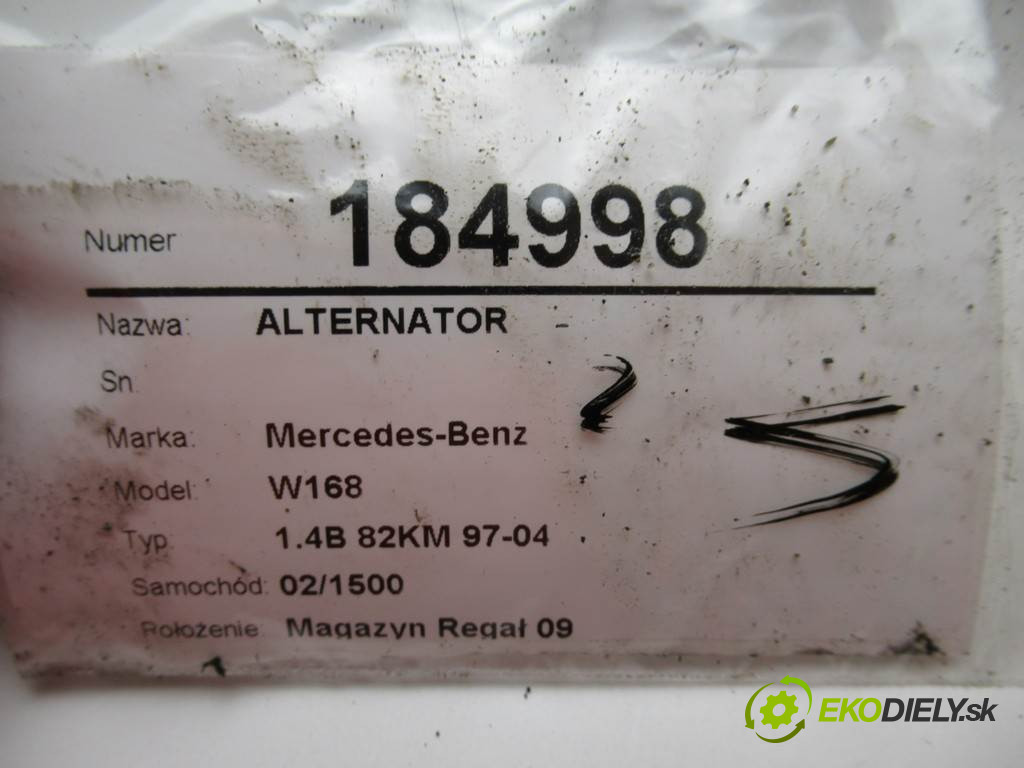 Numer 184998
Nazwa: ALTERNATOR
Sn
Marka: Mercedes-Benz
Model: W168
Typ 1.4B 82KM 97-04
Samochód: 02/1500
Położenie: Magazyn Regał 09
EKODIELY.sk